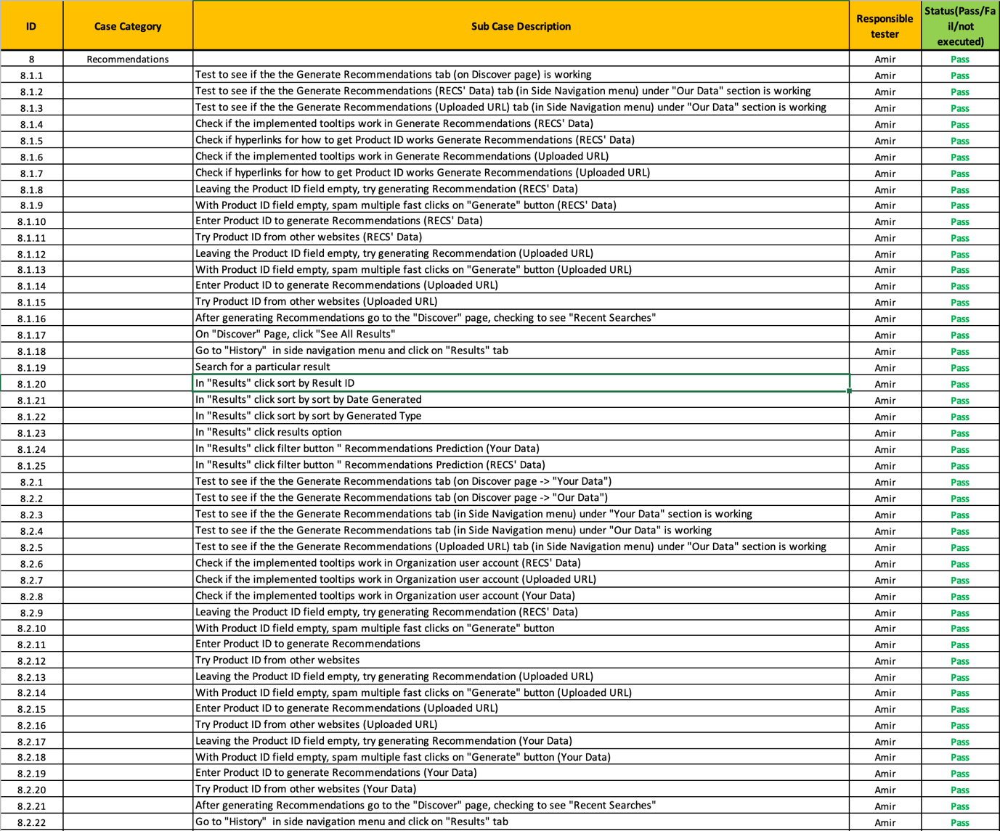 ID Case Category Sub Case Description Responsible tester Status(Pass/Fail/not executed)
8 Recommendations Amir Pass
8.1.1 Test to see if the the Generate Recommendations tab (on Discover page) is working Amir Pass
8.1.2 Test to see if the the Generate Recommendations (RECS' Data) tab (in Side Navigation menu) under "Our Data" section is working Amir Pass
8.1.3 Test to see if the the Generate Recommendations (Uploaded URL) tab (in Side Navigation menu) under "Our Data" section is working Amir Pass
8.1.4 Check if the implemented tooltips work in Generate Recommendations (RECS' Data) Amir Pass
8.1.5 Check if hyperlinks for how to get Product ID works Generate Recommendations (RECS' Data) Amir Pass
8.1.6 Check if the implemented tooltips work in Generate Recommendations (Uploaded URL) Amir Pass
8.1.7 Check if hyperlinks for how to get Product ID works Generate Recommendations (Uploaded URL) Amir Pass
8.1.8 Leaving the Product ID field empty, try generating Recommendation (RECS' Data) Amir Pass
8.1.9 With Product ID field empty, spam multiple fast clicks on "Generate" button (RECS' Data) Amir Pass
8.1.10 Enter Product ID to generate Recommendations (RECS' Data) Amir Pass
8.1.11 Try Product ID from other websites (RECS' Data) Amir Pass
8.1.12 Leaving the Product ID field empty, try generating Recommendation (Uploaded URL) Amir Pass
8.1.13 With Product ID field empty, spam multiple fast clicks on "Generate" button (Uploaded URL) Amir Pass
8.1.14 Enter Product ID to generate Recommendations (Uploaded URL) Amir Pass
8.1.15 Try Product ID from other websites (Uploaded URL) Amir Pass
8.1.16 After generating Recommendations go to the "Discover" page, checking to see "Recent Searches" Amir Pass
8.1.17 On "Discover" Page, click "See All Results" Amir Pass
8.1.18 Go to "History"  in side navigation menu and click on "Results" tab Amir Pass
8.1.19 Search for a particular result Amir Pass
8.1.20 In "Results" click sort by Result ID Amir Pass
8.1.21 In "Results" click sort by sort by Date Generated Amir Pass
8.1.22 In "Results" click sort by sort by Generated Type Amir Pass
8.1.23 In "Results" click results option Amir Pass
8.1.24 In "Results" click filter button " Recommendations Prediction (Your Data) Amir Pass
8.1.25 In "Results" click filter button " Recommendations Prediction (RECS' Data) Amir Pass
8.2.1 Test to see if the the Generate Recommendations tab (on Discover page -> "Your Data") Amir Pass
8.2.2 Test to see if the the Generate Recommendations tab (on Discover page -> "Our Data") Amir Pass
8.2.3 Test to see if the the Generate Recommendations tab (in Side Navigation menu) under "Your Data" section is working Amir Pass
8.2.4 Test to see if the the Generate Recommendations tab (in Side Navigation menu) under "Our Data" is working Amir Pass
8.2.5 Test to see if the the Generate Recommendations (Uploaded URL) tab (in Side Navigation menu) under "Our Data" section is working Amir Pass
8.2.6 Check if the implemented tooltips work in Organization user account (RECS' Data) Amir Pass
8.2.7 Check if the implemented tooltips work in Organization user account (Uploaded URL) Amir Pass
8.2.8 Check if the implemented tooltips work in Organization user account (Your Data) Amir Pass
8.2.9 Leaving the Product ID field empty, try generating Recommendation (RECS' Data) Amir Pass
8.2.10 With Product ID field empty, spam multiple fast clicks on "Generate" button Amir Pass
8.2.11 Enter Product ID to generate Recommendations Amir Pass
8.2.12 Try Product ID from other websites Amir Pass
8.2.13 Leaving the Product ID field empty, try generating Recommendation (Uploaded URL) Amir Pass
8.2.14 With Product ID field empty, spam multiple fast clicks on "Generate" button (Uploaded URL) Amir Pass
8.2.15 Enter Product ID to generate Recommendations (Uploaded URL) Amir Pass
8.2.16 Try Product ID from other websites (Uploaded URL) Amir Pass
8.2.17 Leaving the Product ID field empty, try generating Recommendation (Your Data) Amir Pass
8.2.18 With Product ID field empty, spam multiple fast clicks on "Generate" button (Your Data) Amir Pass
8.2.19 Enter Product ID to generate Recommendations (Your Data) Amir Pass
8.2.20 Try Product ID from other websites (Your Data) Amir Pass
8.2.21 After generating Recommendations go to the "Discover" page, checking to see "Recent Searches" Amir Pass
8.2.22 Go to "History"  in side navigation menu and click on "Results" tab Amir Pass